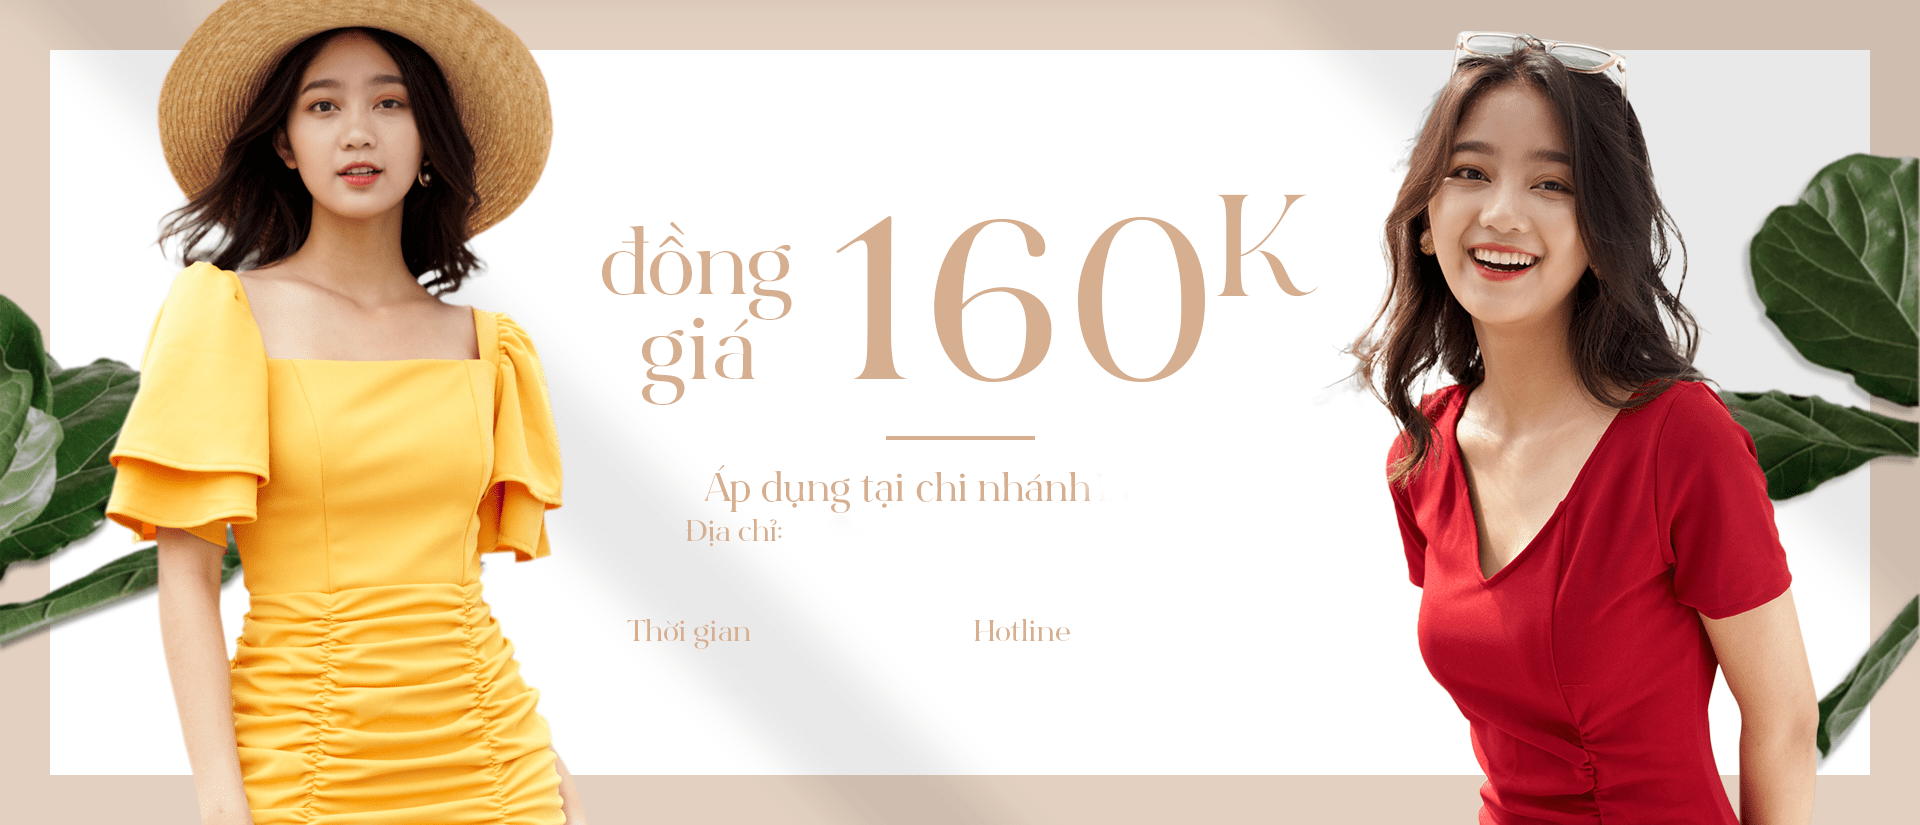 đồng
giá
160K
Áp dụng tại chi nhánh
Địa chỉ:
Thời gian
Hotline